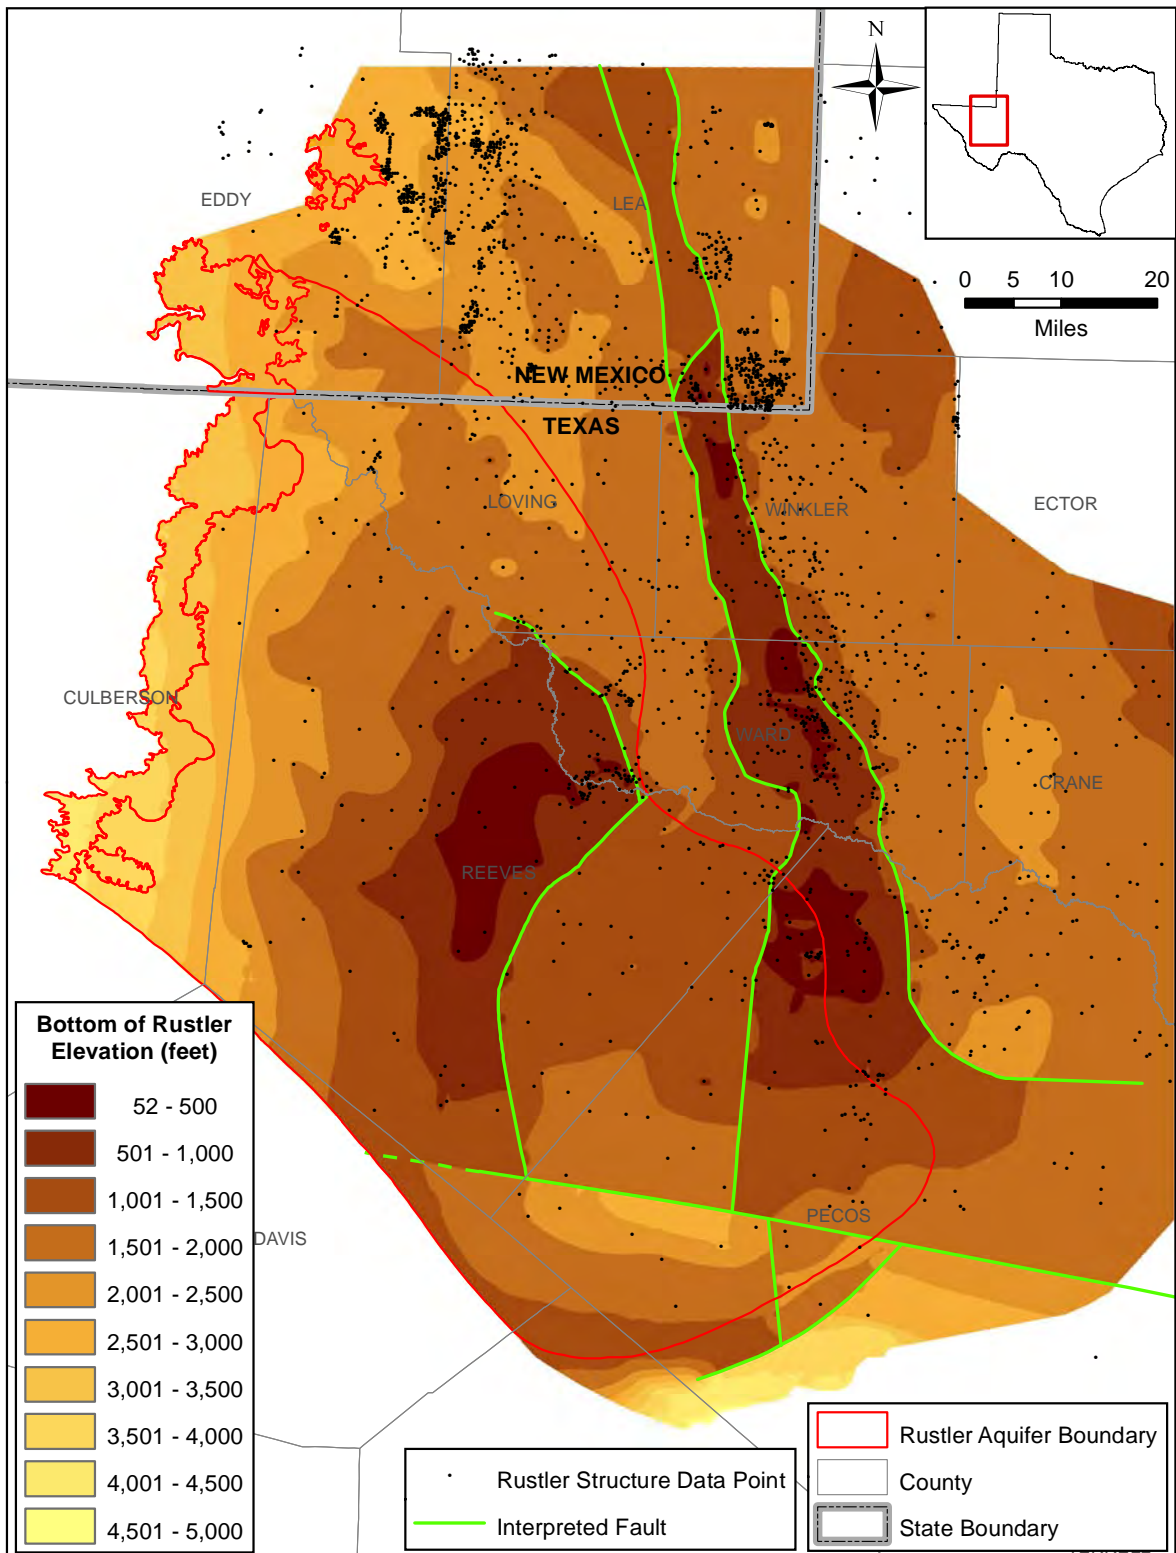 N
EDDY
LEA
0 5 10 20
Miles
NEW MEXICO
TEXAS
LOVING
WINKLER
ECTOR
CULBERSON
WARD
CRANE
REEVES
PECOS
DAVIS
Bottom of Rustler
Elevation (feet)
52 - 500
501 - 1,000
1,001 - 1,500
1,501 - 2,000
2,001 - 2,500
2,501 - 3,000
3,001 - 3,500
3,501 - 4,000
4,001 - 4,500
4,501 - 5,000
Rustler Structure Data Point
Interpreted Fault
Rustler Aquifer Boundary
County
State Boundary